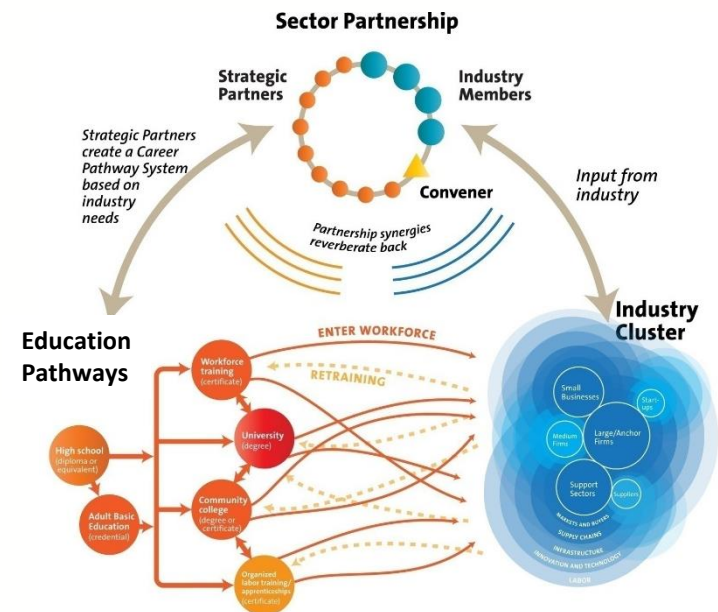 Sector Partnership
Strategic
Partners
Industry
Members
Strategic Partners
create a Career
Pathway System
based on
industry
needs
Convener
Input from
industry
Partnership synergies
reverberate back
Education
Pathways
Industry
Cluster
ENTER WORKFORCE
RETRAINING
Workforce
training
(certificate)
University
(degree)
High school
(diploma or
equivalent)
Adult Basic
Education
(credential)
Community
college
(degree or
certificate)
Organized
labor training/
apprenticeships
(certificate)
Small
Businesses
Start-
ups
Medium
Firms
Large/Anchor
Firms
Support
Sectors
Suppliers
MARKETS AND BUYERS
SUPPLY CHAINS
INFRASTRUCTURE
INNOVATION AND TECHNOLOGY
LABOR